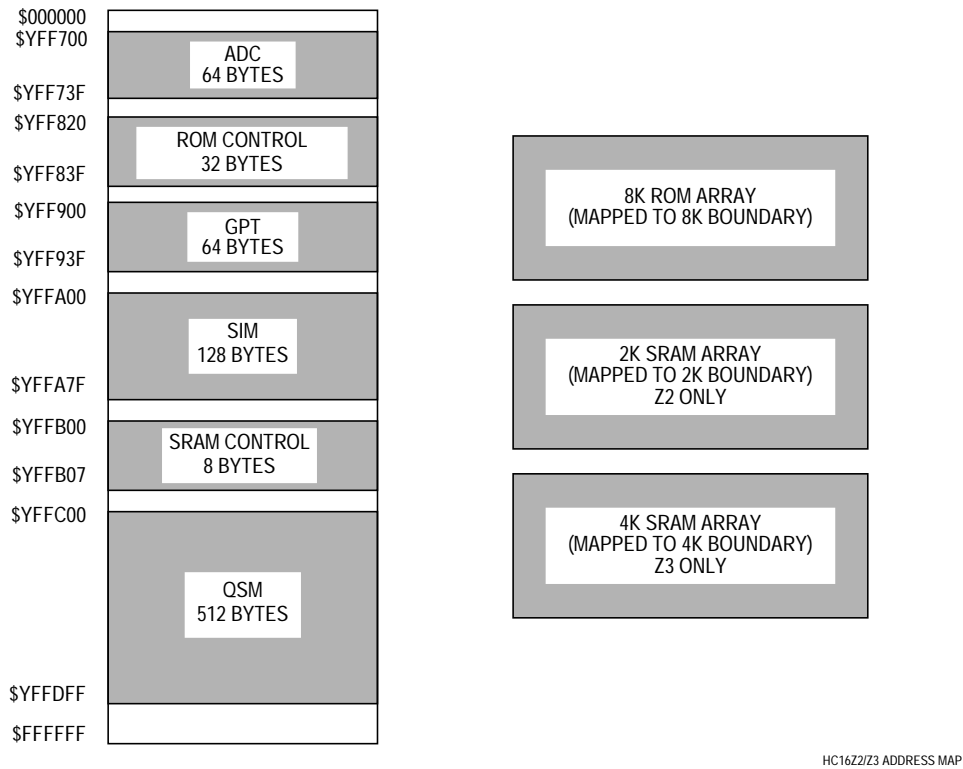 $000000
$YFF700
ADC
64 BYTES
$YFF73F
$YFF820
ROM CONTROL
32 BYTES
$YFF83F
$YFF900
GPT
64 BYTES
$YFF93F
$YFFA00
SIM
128 BYTES
$YFFA7F
$YFFB00
SRAM CONTROL
8 BYTES
$YFFB07
$YFFC00
QSM
512 BYTES
$YFFDFF
$FFFFFF
8K ROM ARRAY
(MAPPED TO 8K BOUNDARY)
2K SRAM ARRAY
(MAPPED TO 2K BOUNDARY)
Z2 ONLY
4K SRAM ARRAY
(MAPPED TO 4K BOUNDARY)
Z3 ONLY
HC16Z2/Z3 ADDRESS MAP